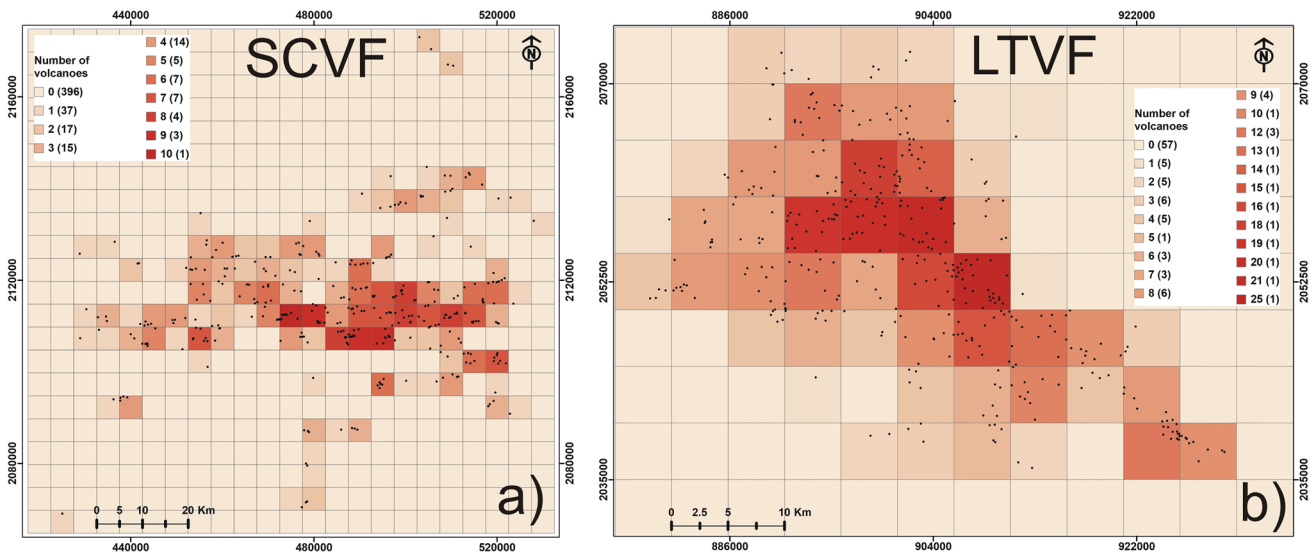 440000 480000 520000
SCVF
N
Number of
volcanoes
0 (396)
1 (37)
2 (17)
3 (15)
4 (14)
5 (5)
6 (7)
7 (7)
8 (4)
9 (3)
10 (1)
2160000 2160000
2120000 2120000
2080000 2080000
0 5 10 20 Km
a)
440000 480000 520000
886000 904000 922000
LTVF
N
Number of
volcanoes
0 (57)
1 (5)
2 (5)
3 (6)
4 (5)
5 (1)
6 (3)
7 (3)
8 (6)
9 (4)
10 (1)
12 (3)
13 (1)
14 (1)
15 (1)
16 (1)
18 (1)
19 (1)
20 (1)
21 (1)
25 (1)
2070000 2070000
2052500 2052500
2035000 2035000
0 2.5 5 10 Km
b)
886000 904000 922000